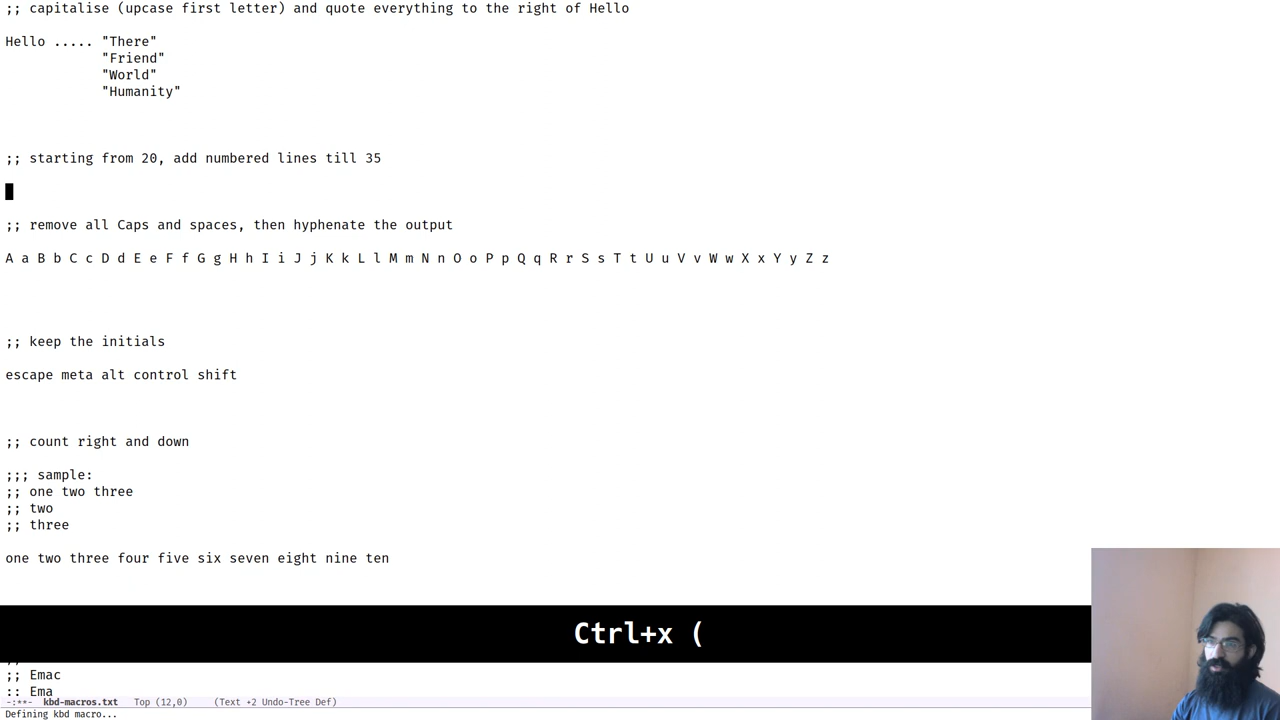 ;; capitalise (upcase first letter) and quote everything to the right of Hello
Hello ..... "There"
"Friend"
"World"
"Humanity"
;; starting from 20, add numbered lines till 35
;; remove all Caps and spaces, then hyphenate the output
A a B b C c D d E e F f G g H h I i J j K k L l M m N n O o P p Q q R r S s T t U u V v W w X x Y y Z z
;; keep the initials
escape meta alt control shift
;; count right and down
;;; sample:
;; one two three
;; two
;; three
one two three four five six seven eight nine ten
Ctrl+x (
;; Emac
;; Ema
-:**- kbd-macros.txt Top (12,0) (Text +2 Undo-Tree Def)
Defining kbd macro...